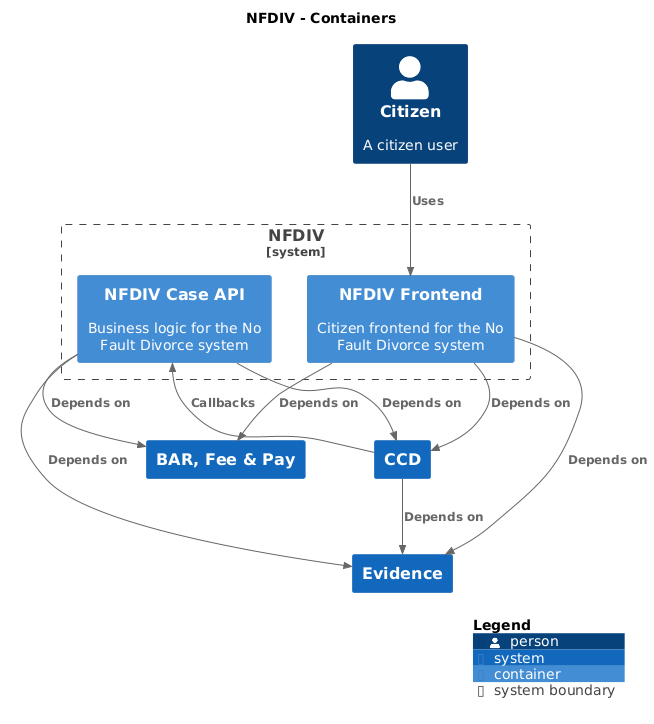 NFDIV - Containers
Citizen
A citizen user
Uses
NFDIV
[system]
NFDIV Case API
Business logic for the No
Fault Divorce system
NFDIV Frontend
Citizen frontend for the No
Fault Divorce system
Depends on
Callbacks
Depends on
Depends on
Depends on
Depends on
Depends on
BAR, Fee & Pay
CCD
Depends on
Evidence
Legend
person
system
container
system boundary